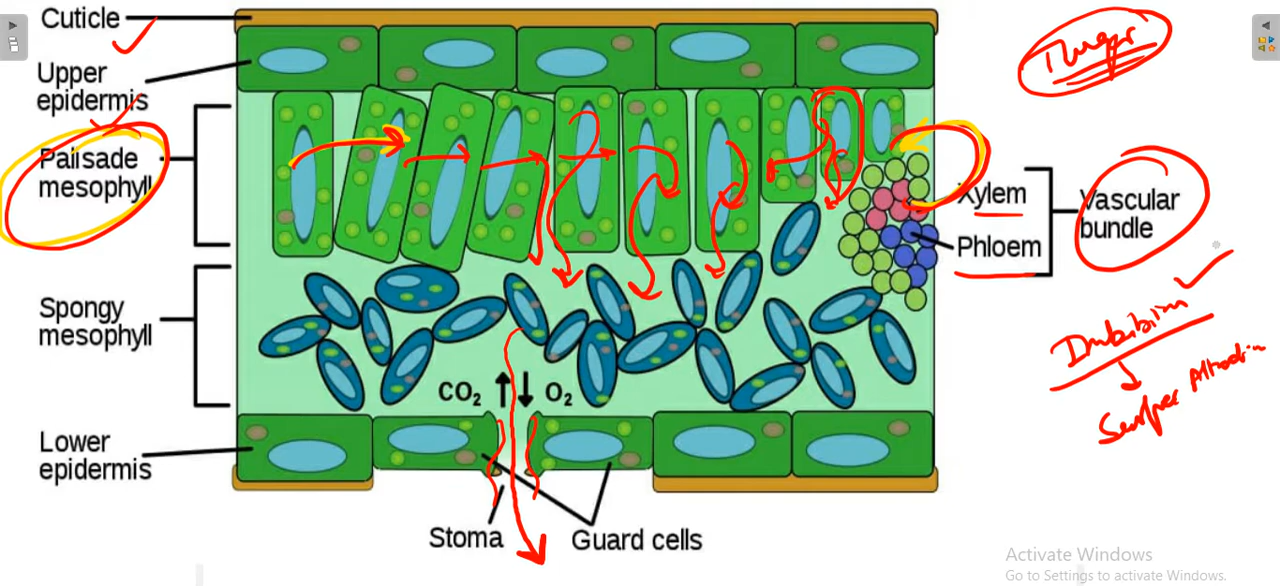 Cuticle
Upper
epidermis
Palisade
mesophyll
Spongy
mesophyll
Lower
epidermis
CO₂
O₂
Stoma
Guard cells
Xylem
Phloem
Vascular
bundle
Activate Windows
Go to Settings to activate Windows.